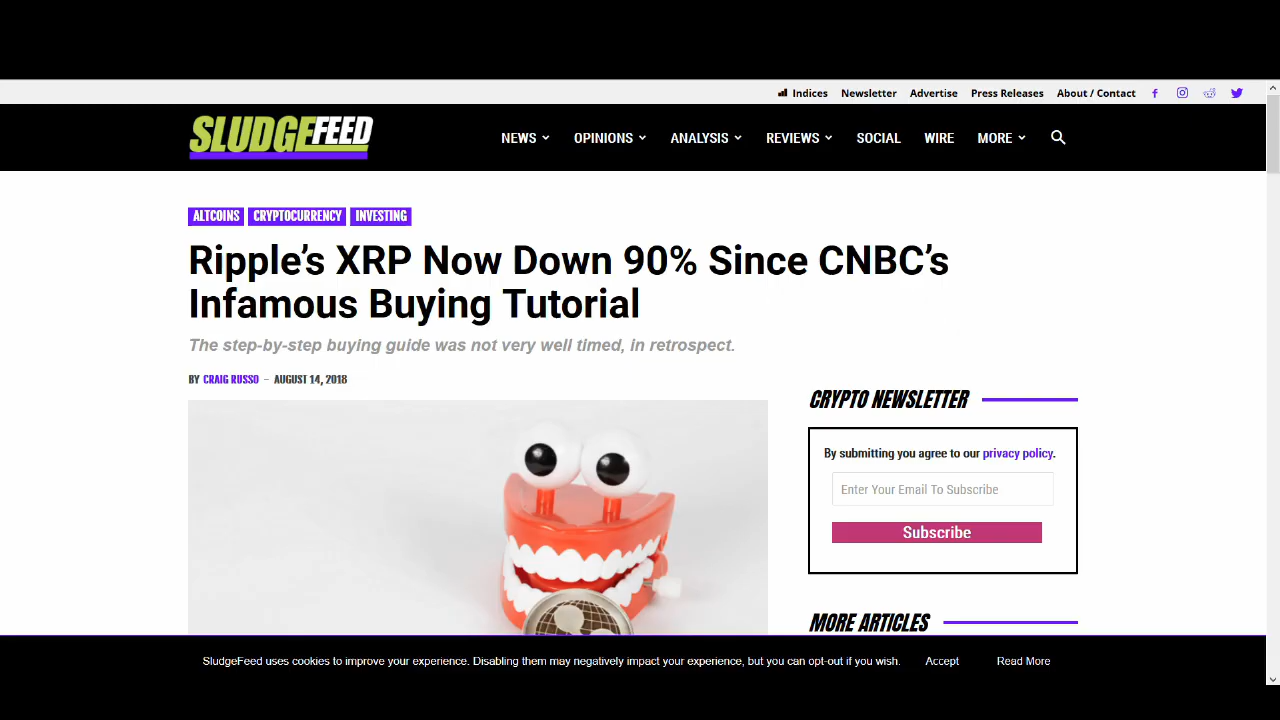 Indices Newsletter Advertise Press Releases About / Contact
SLUDGEFEED
NEWS OPINIONS ANALYSIS REVIEWS SOCIAL WIRE MORE
ALTCOINS CRYPTOCURRENCY INVESTING
Ripple's XRP Now Down 90% Since CNBC's
Infamous Buying Tutorial
The step-by-step buying guide was not very well timed, in retrospect.
BY CRAIG RUSSO – AUGUST 14, 2018
CRYPTO NEWSLETTER
By submitting you agree to our privacy policy.
Enter Your Email To Subscribe
Subscribe
MORE ARTICLES
SludgeFeed uses cookies to improve your experience. Disabling them may negatively impact your experience, but you can opt-out if you wish. Accept Read More